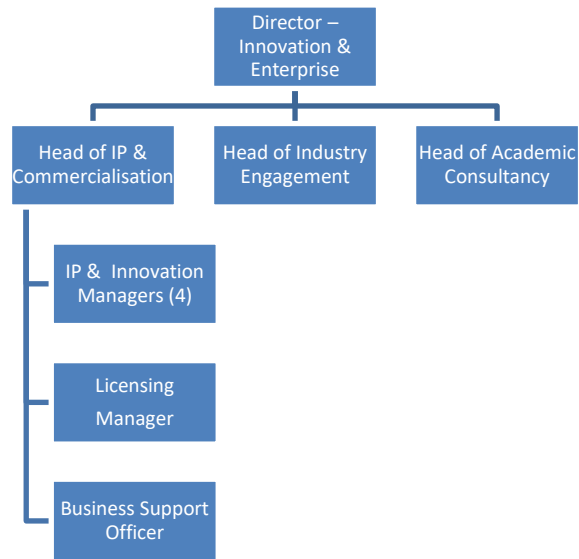 Director –
Innovation &
Enterprise
Head of IP &
Commercialisation
Head of Industry
Engagement
Head of Academic
Consultancy
IP & Innovation
Managers (4)
Licensing
Manager
Business Support
Officer